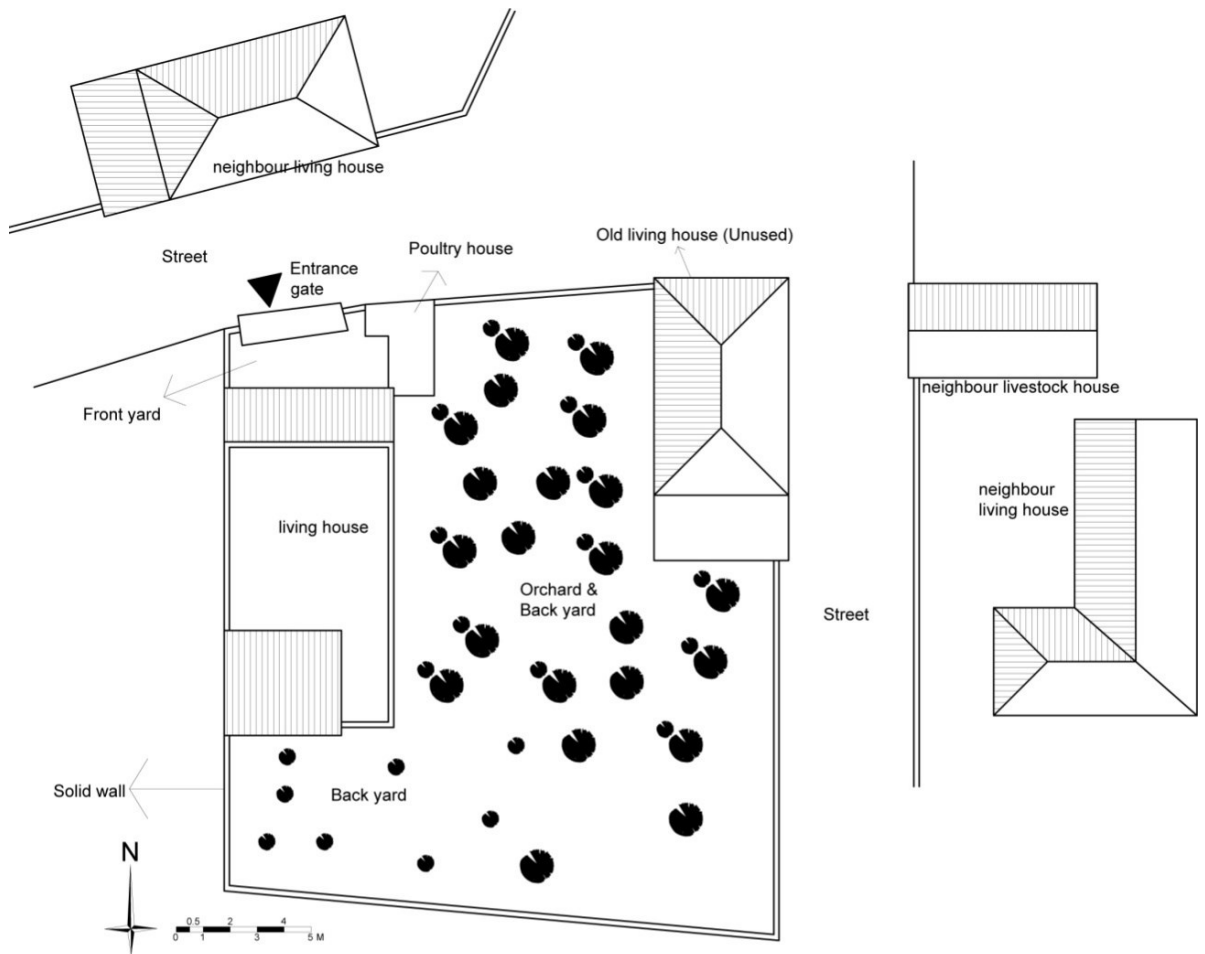 neighbour living house
Street
Entrance
gate
Poultry house
Old living house (Unused)
Front yard
neighbour livestock house
neighbour
living house
living house
Orchard &
Back yard
Street
Solid wall
Back yard
N
0.5 2 4
0 1 3 5 M